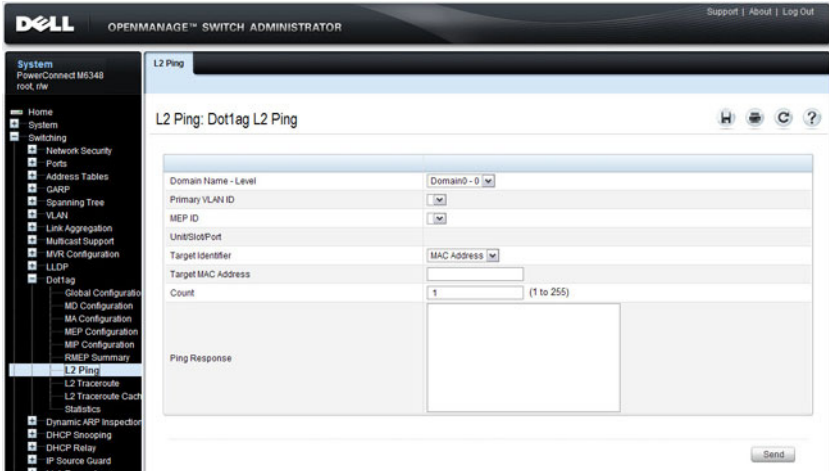 Support | About | Log Out
DELL OPENMANAGE™ SWITCH ADMINISTRATOR
System
PowerConnect M6348
root, r/w
L2 Ping
Home
System
Switching
Network Security
Ports
Address Tables
GARP
Spanning Tree
VLAN
Link Aggregation
Multicast Support
MVR Configuration
LLDP
Dot1ag
Global Configuratio
MD Configuration
MA Configuration
MEP Configuration
MIP Configuration
RMEP Summary
L2 Ping
L2 Traceroute
L2 Traceroute Cach
Statistics
Dynamic ARP Inspection
DHCP Snooping
DHCP Relay
IP Source Guard
L2 Ping: Dot1ag L2 Ping
Domain Name - Level Domain0 - 0
Primary VLAN ID
MEP ID
Unit/Slot/Port
Target Identifier MAC Address
Target MAC Address
Count 1 (1 to 255)
Ping Response
Send